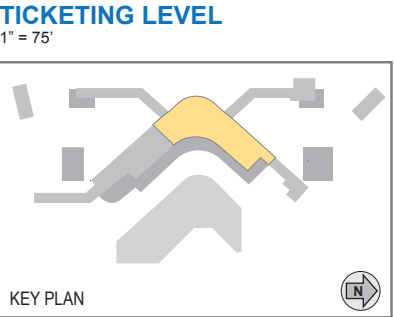 TICKETING LEVEL
1” = 75’
KEY PLAN
N